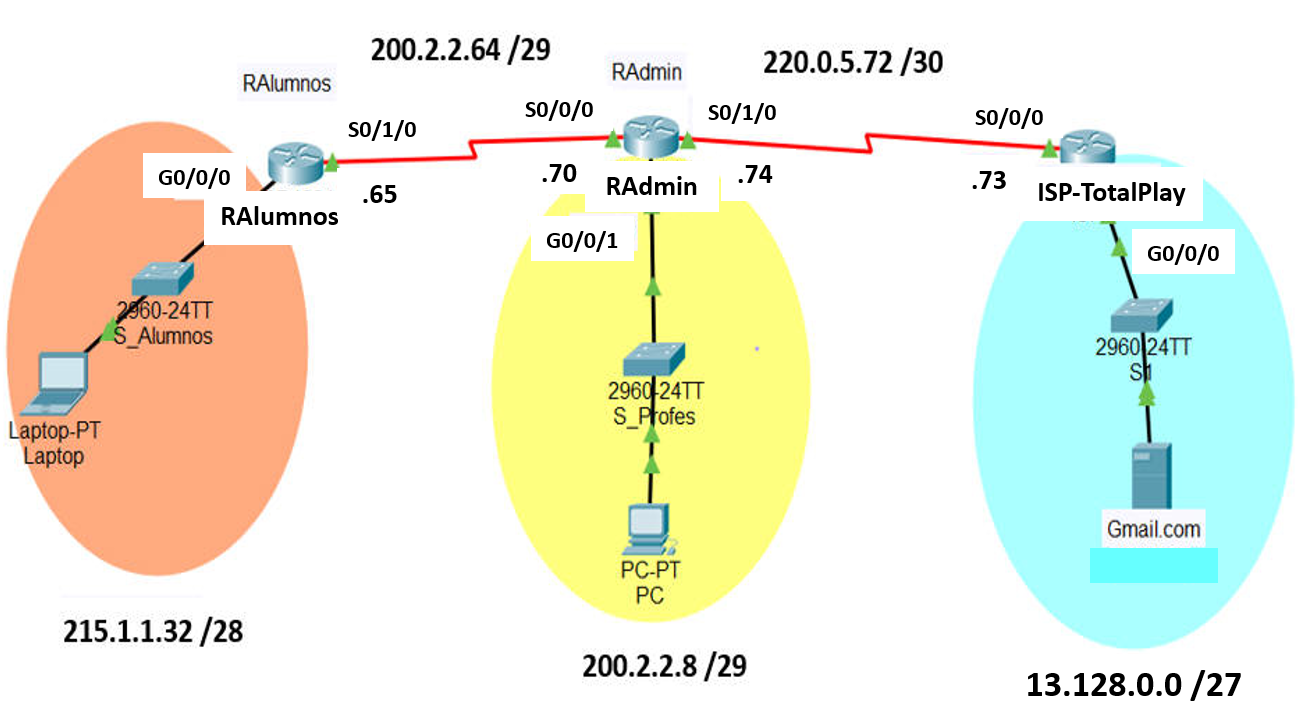 200.2.2.64 /29
220.0.5.72 /30
RAlumnos
RAdmin
S0/1/0
S0/0/0
S0/1/0
S0/0/0
G0/0/0
.65
.70
RAdmin
.74
.73
ISP-TotalPlay
RAlumnos
G0/0/1
G0/0/0
2960-24TT
S_Alumnos
2960-24TT
S1
2960-24TT
S_Profes
Laptop-PT
Laptop
Gmail.com
PC-PT
PC
215.1.1.32 /28
200.2.2.8 /29
13.128.0.0 /27